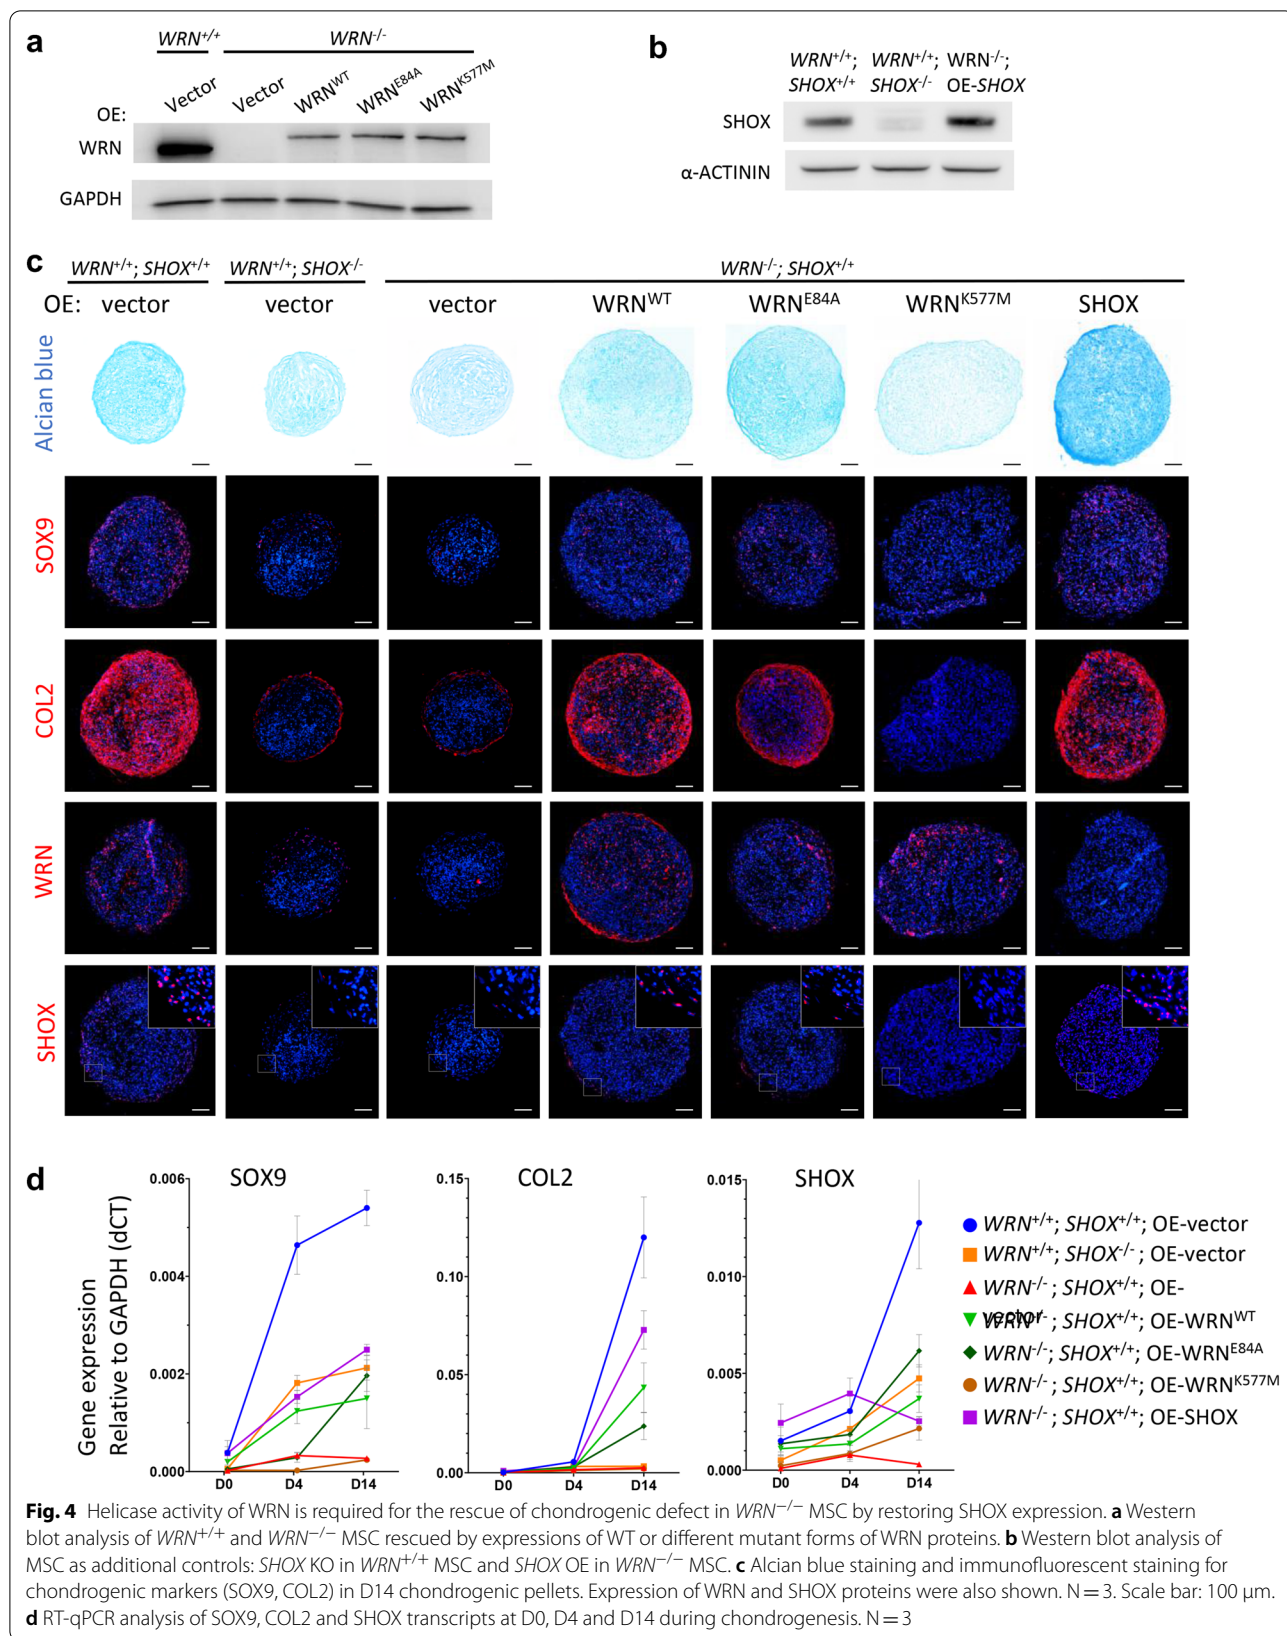 a
WRN+/+ WRN-/-
OE: Vector Vector WRNWT WRNE84A WRNK577M
WRN
GAPDH
b
WRN+/+; WRN+/+; WRN-/-;
SHOX+/+ SHOX-/- OE-SHOX
SHOX
α-ACTININ
c
WRN+/+; SHOX+/+ WRN+/+; SHOX-/- WRN-/-; SHOX+/+
OE: vector vector vector WRNWT WRNE84A WRNK577M SHOX
Alcian blue
SOX9
COL2
WRN
SHOX
d
Gene expression
Relative to GAPDH (dCT)
SOX9
0.006
0.004
0.002
0.000
D0 D4 D14
COL2
0.15
0.10
0.05
0.00
D0 D4 D14
SHOX
0.015
0.010
0.005
0.000
D0 D4 D14
WRN+/+; SHOX+/+; OE-vector
WRN+/+; SHOX-/- ; OE-vector
WRN-/- ; SHOX+/+; OE-
vector
WRN-/- ; SHOX+/+; OE-WRNWT
WRN-/-; SHOX+/+; OE-WRNE84A
WRN-/- ; SHOX+/+; OE-WRNK577M
WRN-/- ; SHOX+/+; OE-SHOX
Fig. 4 Helicase activity of WRN is required for the rescue of chondrogenic defect in WRN−/− MSC by restoring SHOX expression. a Western
blot analysis of WRN+/+ and WRN−/− MSC rescued by expressions of WT or different mutant forms of WRN proteins. b Western blot analysis of
MSC as additional controls: SHOX KO in WRN+/+ MSC and SHOX OE in WRN−/− MSC. c Alcian blue staining and immunofluorescent staining for
chondrogenic markers (SOX9, COL2) in D14 chondrogenic pellets. Expression of WRN and SHOX proteins were also shown. N = 3. Scale bar: 100 μm.
d RT-qPCR analysis of SOX9, COL2 and SHOX transcripts at D0, D4 and D14 during chondrogenesis. N = 3